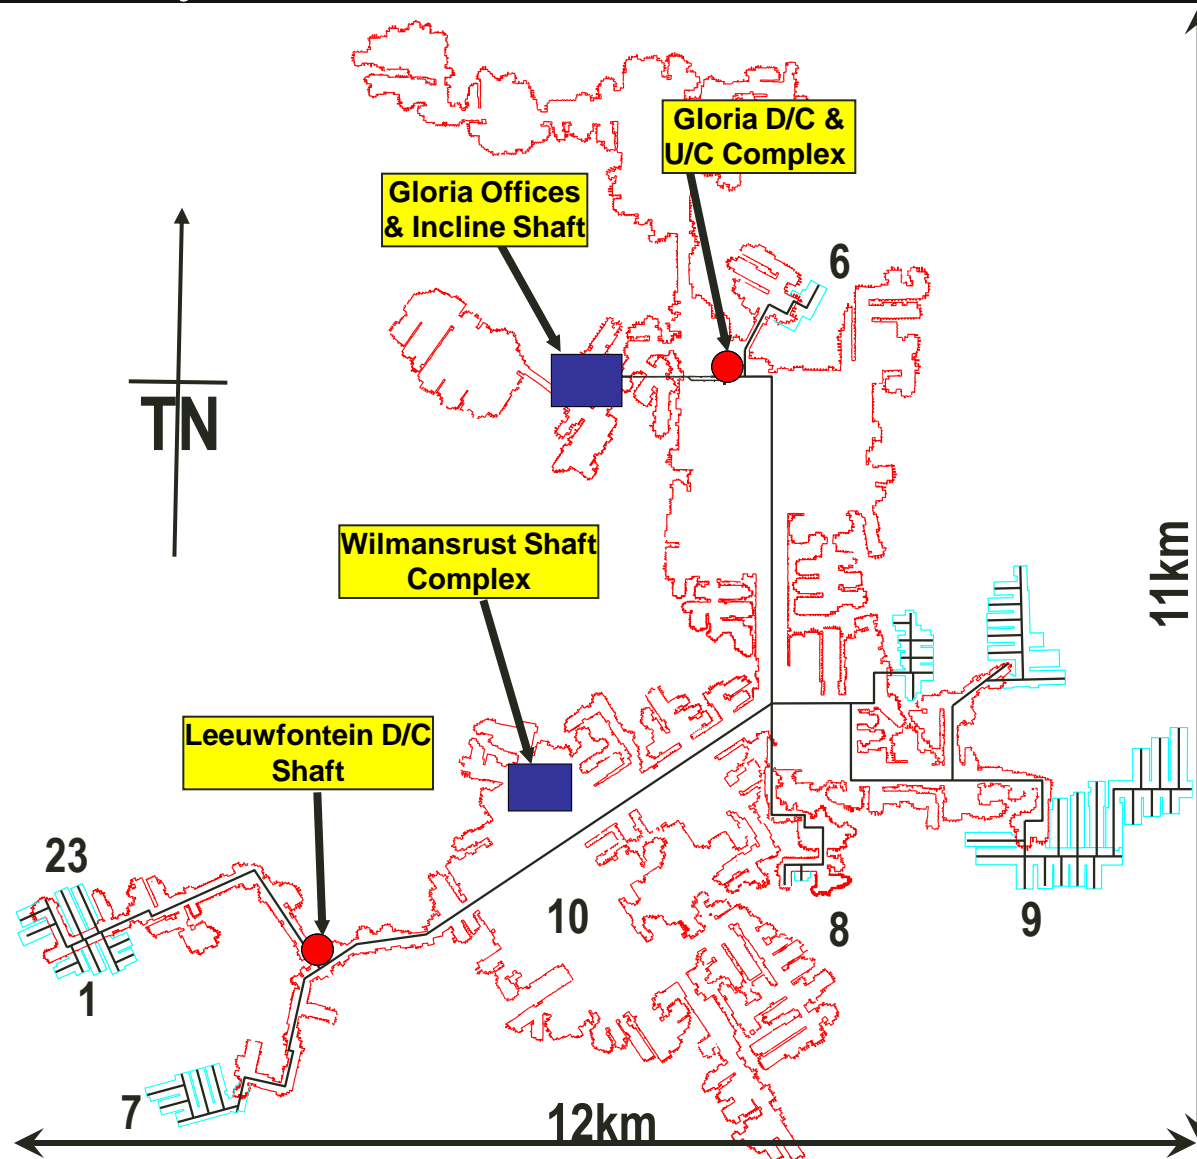 Gloria D/C &
U/C Complex
Gloria Offices
& Incline Shaft
6
TN
Wilmansrust Shaft
Complex
11km
Leeuwfontein D/C
Shaft
23
10
8
9
1
7
12km